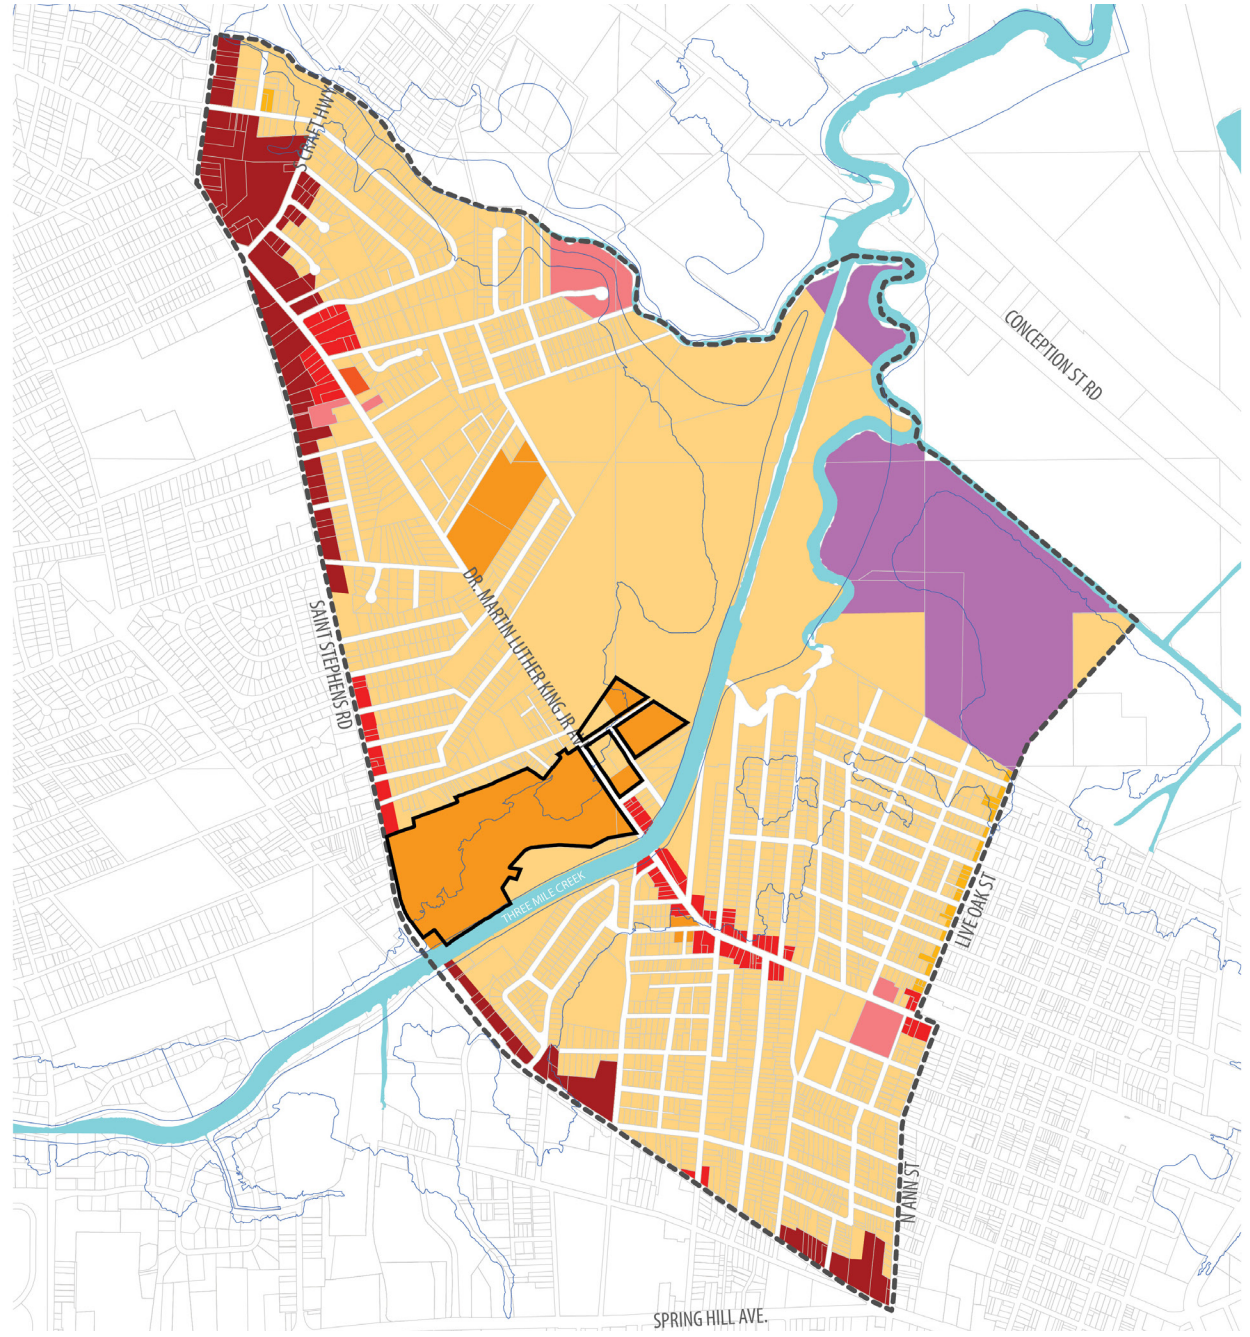 S CRAFT HWY
CONCEPTION ST RD
DR. MARTIN LUTHER KING JR AV
SAINT STEPHENS RD
THREE MILE CREEK
LIVE OAK ST
N ANN ST
SPRING HILL AVE.